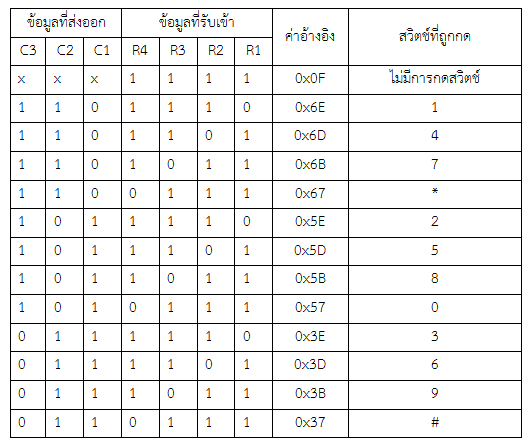 ข้อมูลที่ส่งออก ข้อมูลที่รับเข้า ค่าอ้างอิง สวิตช์ที่ถูกกด
C3 C2 C1 R4 R3 R2 R1
x x x 1 1 1 1 0x0F ไม่มีการกดสวิตช์
1 1 0 1 1 1 0 0x6E 1
1 1 0 1 1 0 1 0x6D 4
1 1 0 1 0 1 1 0x6B 7
1 1 0 0 1 1 1 0x67 *
1 0 1 1 1 1 0 0x5E 2
1 0 1 1 1 0 1 0x5D 5
1 0 1 1 0 1 1 0x5B 8
1 0 1 0 1 1 1 0x57 0
0 1 1 1 1 1 0 0x3E 3
0 1 1 1 1 0 1 0x3D 6
0 1 1 1 0 1 1 0x3B 9
0 1 1 0 1 1 1 0x37 #